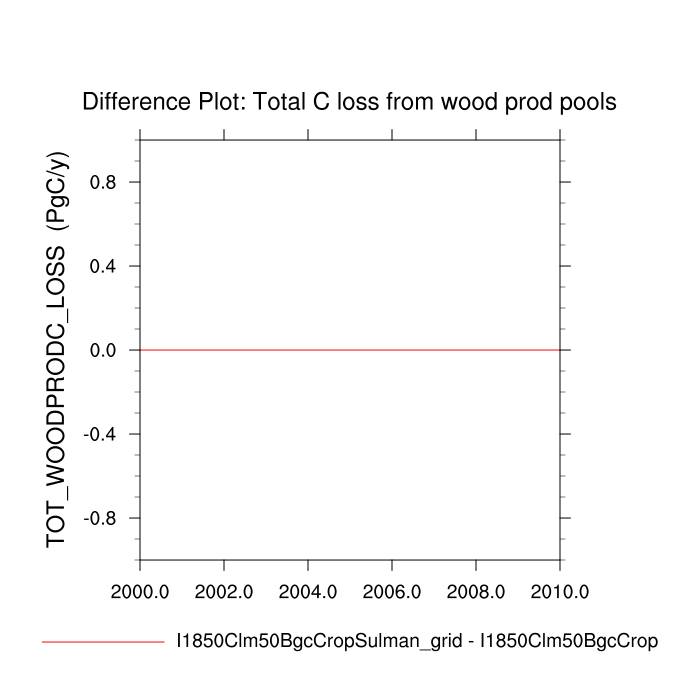 Difference Plot: Total C loss from wood prod pools
TOT_WOODPRODC_LOSS (PgC/y)
0.8
0.4
0.0
-0.4
-0.8
2000.0 2002.0 2004.0 2006.0 2008.0 2010.0
I1850Clm50BgcCropSulman_grid - I1850Clm50BgcCrop